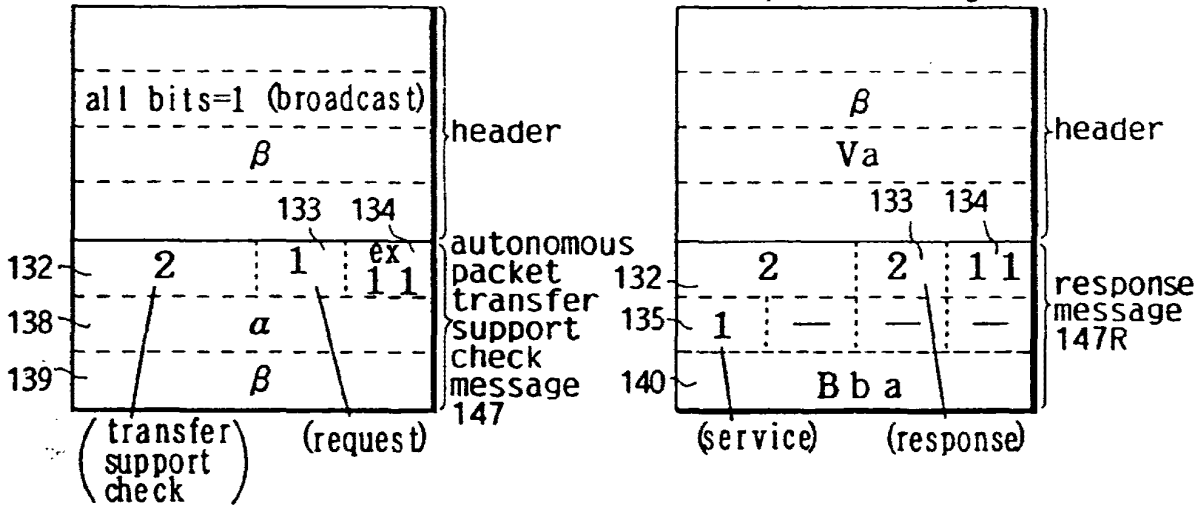 all bits=1 (broadcast)
β
header
133
134
132
2
1
ex
11
138
α
139
β
autonomous
packet
transfer
support
check
message
147
(transfer
support
check)
(request)
β
Va
header
133
134
132
2
2
11
135
1
—
—
—
140
Bba
response
message
147R
(service)
(response)